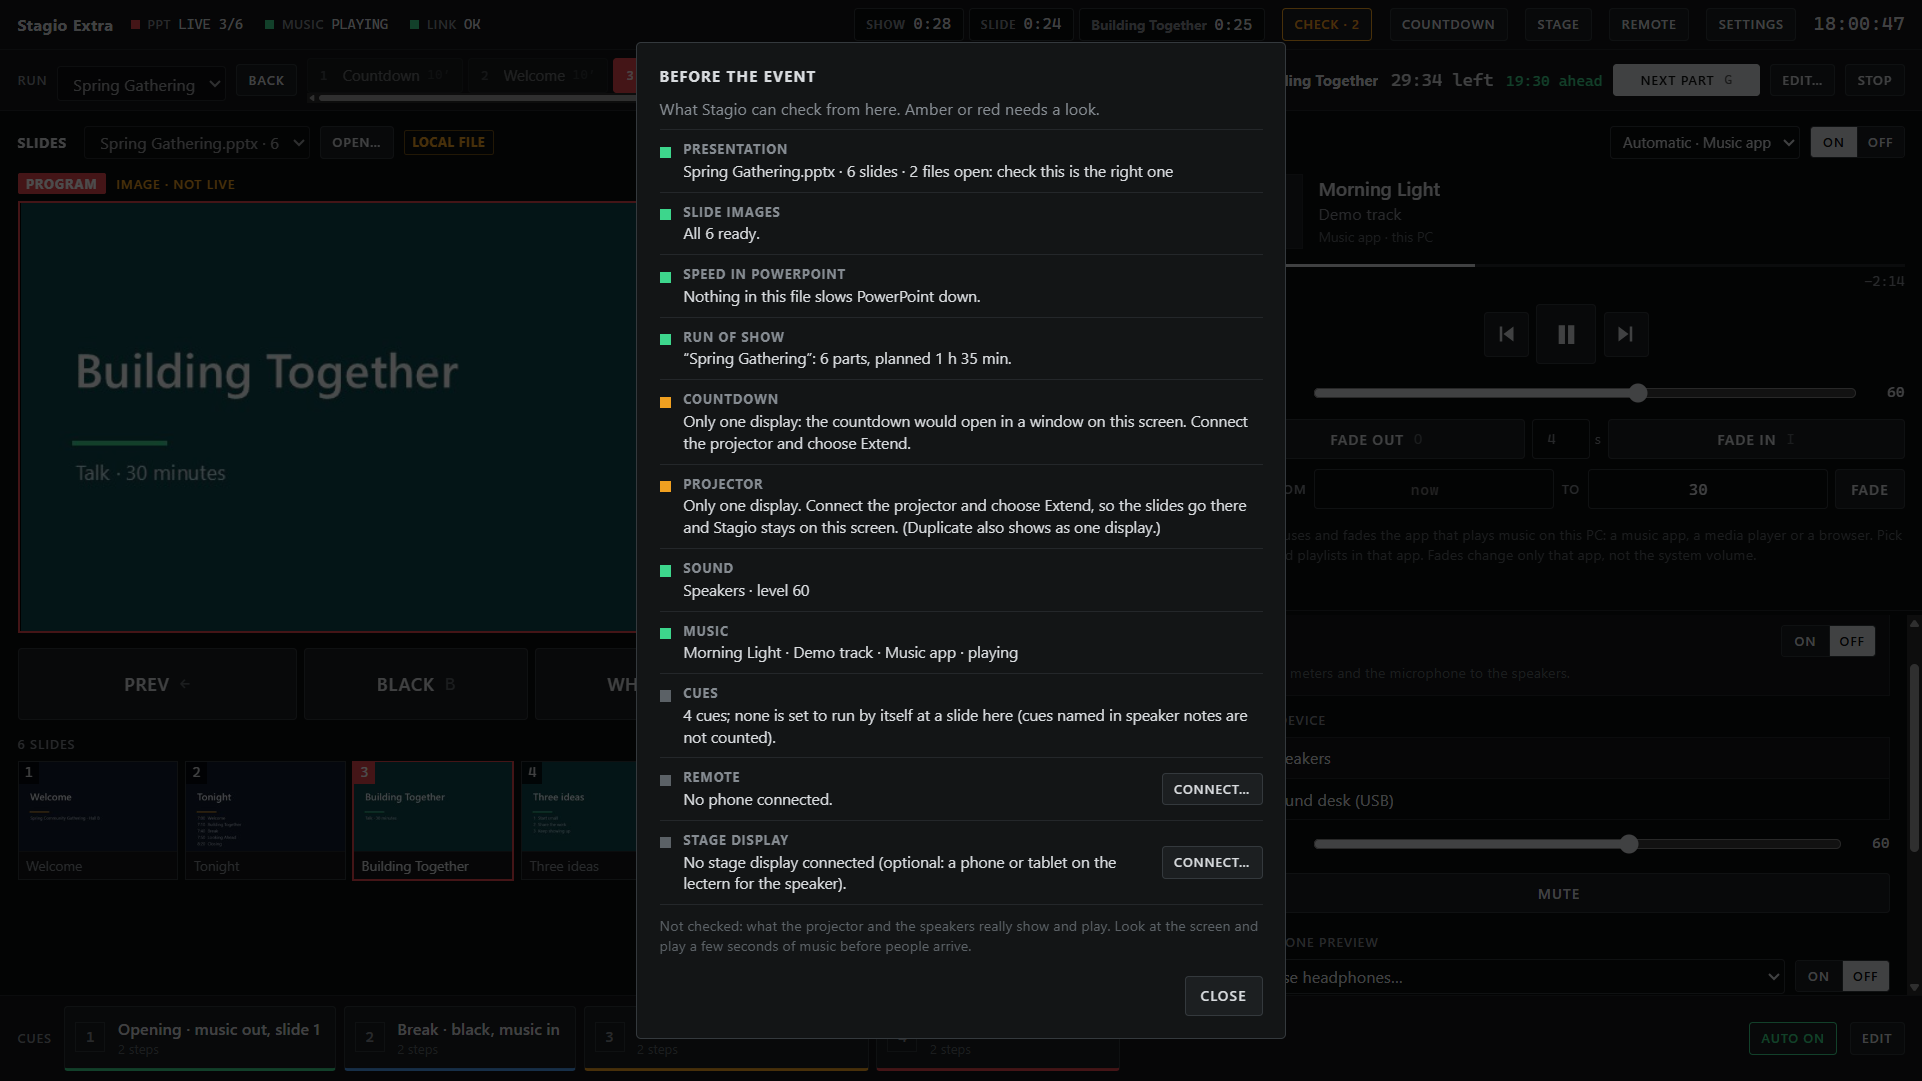 Stagio Extra PPT LIVE 3/6 MUSIC PLAYING LINK OK SHOW 0:28 SLIDE 0:24 Building Together 0:25 CHECK · 2 COUNTDOWN STAGE REMOTE SETTINGS 18:00:47
RUN Spring Gathering BACK 1 Countdown 10' 2 Welcome 10' 3
29:34 left 19:30 ahead NEXT PART G EDIT... STOP
SLIDES Spring Gathering.pptx · 6 OPEN... LOCAL FILE
PROGRAM IMAGE · NOT LIVE
Building Together
Talk · 30 minutes
PREV ← BLACK B
6 SLIDES
1 Welcome
Welcome
2 Tonight
Tonight
3 Building Together
Talk · 30 minutes
Building Together
4 Three ideas
Three ideas
BEFORE THE EVENT
What Stagio can check from here. Amber or red needs a look.
PRESENTATION
Spring Gathering.pptx · 6 slides · 2 files open: check this is the right one
SLIDE IMAGES
All 6 ready.
SPEED IN POWERPOINT
Nothing in this file slows PowerPoint down.
RUN OF SHOW
“Spring Gathering”: 6 parts, planned 1 h 35 min.
COUNTDOWN
Only one display: the countdown would open in a window on this screen. Connect
the projector and choose Extend.
PROJECTOR
Only one display. Connect the projector and choose Extend, so the slides go there
and Stagio stays on this screen. (Duplicate also shows as one display.)
SOUND
Speakers · level 60
MUSIC
Morning Light · Demo track · Music app · playing
CUES
4 cues; none is set to run by itself at a slide here (cues named in speaker notes are
not counted).
REMOTE
No phone connected.
CONNECT...
STAGE DISPLAY
No stage display connected (optional: a phone or tablet on the
lectern for the speaker).
CONNECT...
Not checked: what the projector and the speakers really show and play. Look at the screen and
play a few seconds of music before people arrive.
CLOSE
Automatic · Music app ON OFF
Morning Light
Demo track
Music app · this PC
−2:14
60
FADE OUT O 4 s FADE IN I
now TO 30 FADE
and fades the app that plays music on this PC: a music app, a media player or a browser. Pick
playlists in that app. Fades change only that app, not the system volume.
ON OFF
meters and the microphone to the speakers.
desk (USB)
60
MUTE
PREVIEW
headphones... ON OFF
CUES 1 Opening · music out, slide 1
2 steps
2 Break · black, music in
2 steps
3
2 steps
2 steps
AUTO ON EDIT